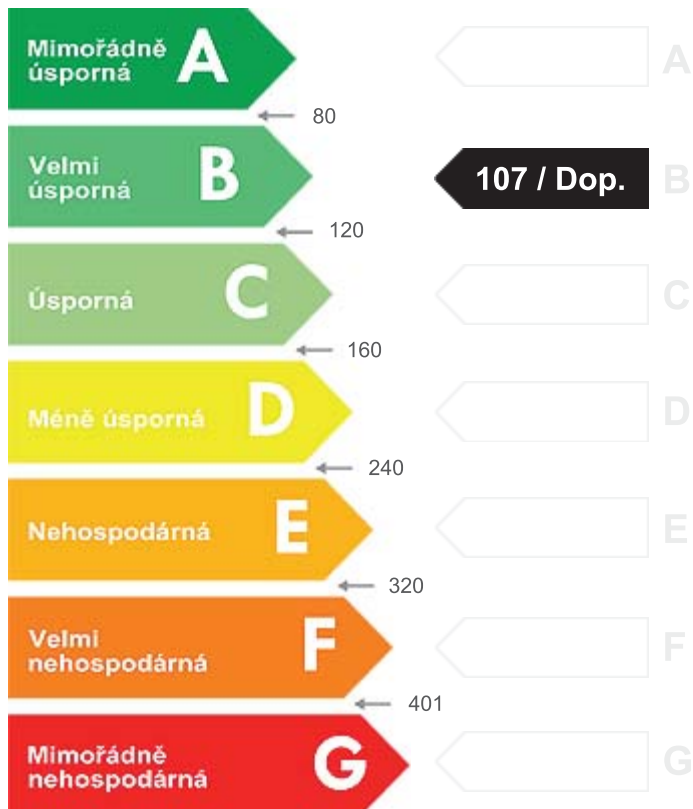 Mimořádně
úsporná
A
A
80
Velmi
úsporná
B
107 / Dop.
B
120
Úsporná
C
C
160
Méně úsporná
D
D
240
Nehospodárná
E
E
320
Velmi
nehospodárná
F
F
401
Mimořádně
nehospodárná
G
G